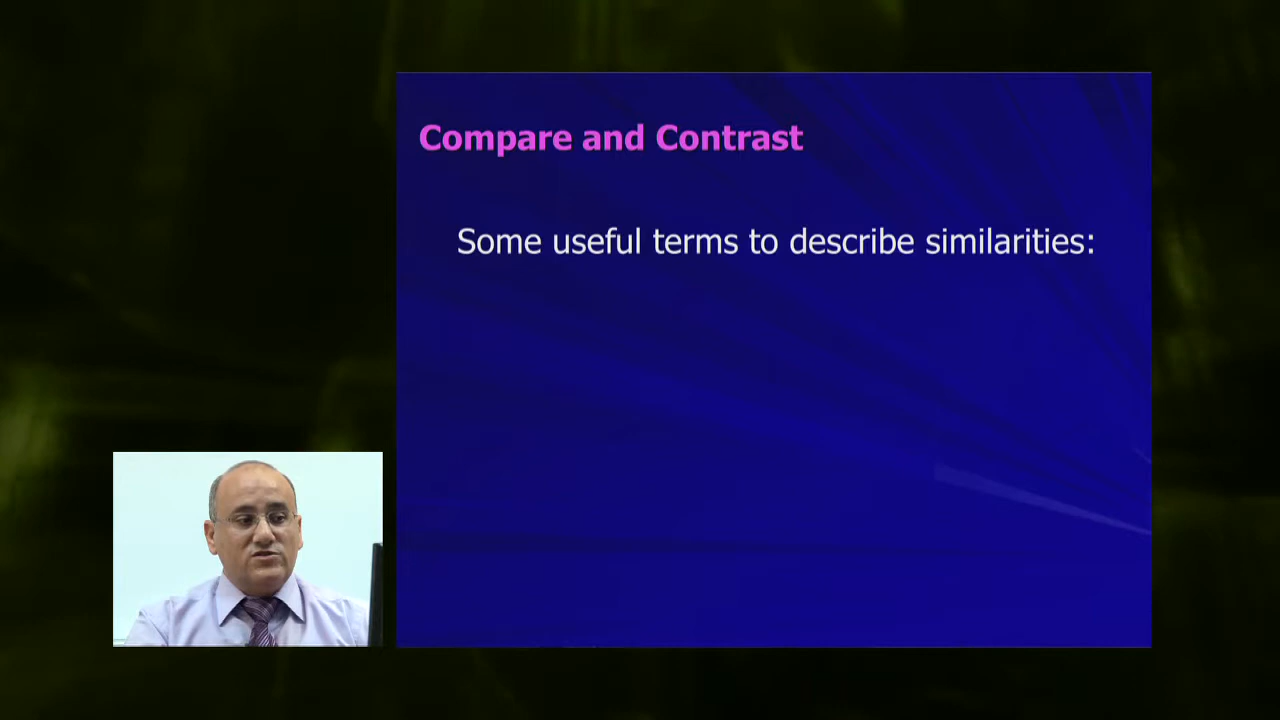 Compare and Contrast
Some useful terms to describe similarities: